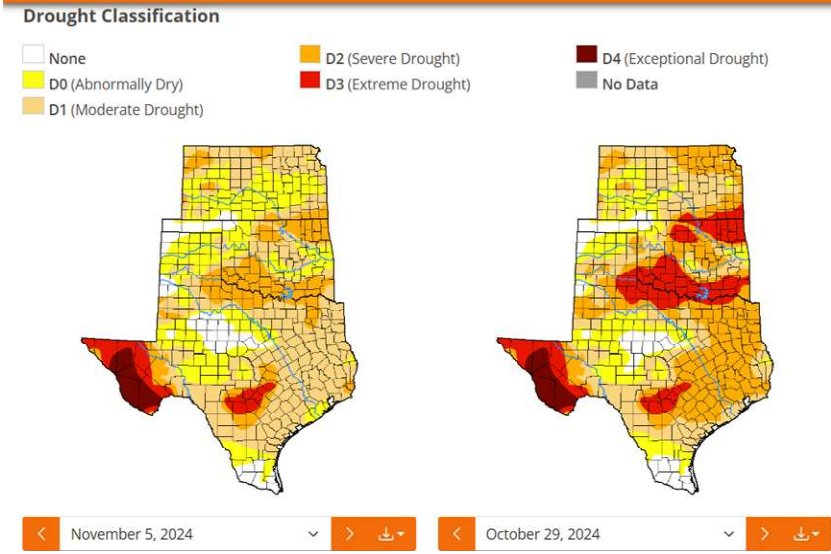 Drought Classification
None
D0 (Abnormally Dry)
D1 (Moderate Drought)
D2 (Severe Drought)
D3 (Extreme Drought)
D4 (Exceptional Drought)
No Data
November 5, 2024
October 29, 2024